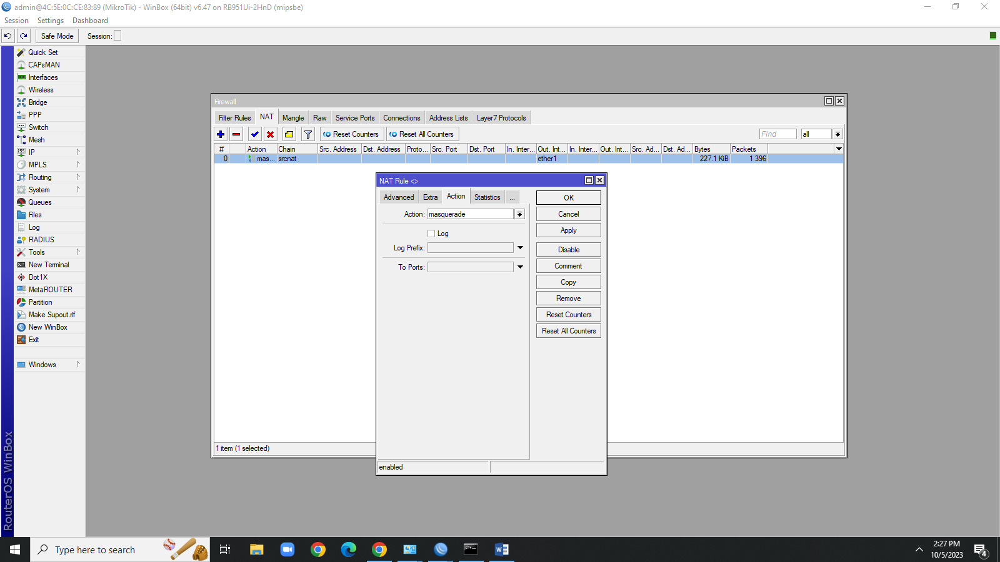 admin@4C:5E:0C:CE:83:89 (MikroTik) - WinBox (64bit) v6.47 on RB951Ui-2HnD (mipsbe)
Session Settings Dashboard
Safe Mode Session:
Quick Set
CAPsMAN
Interfaces
Wireless
Bridge
PPP
Switch
Mesh
IP
MPLS
Routing
System
Queues
Files
Log
RADIUS
Tools
New Terminal
Dot1X
MetaROUTER
Partition
Make Supout.rif
New WinBox
Exit
Windows
RouterOS WinBox
Firewall
Filter Rules NAT Mangle Raw Service Ports Connections Address Lists Layer7 Protocols
Reset Counters Reset All Counters Find all
# Action Chain Src. Address Dst. Address Proto... Src. Port Dst. Port In. Inter... Out. Int... In. Inter... Out. Int... Src. Ad... Dst. Ad... Bytes Packets
0 mas... srcnat ether1 227.1 KiB 1 396
1 item (1 selected)
NAT Rule <>
Advanced Extra Action Statistics ...
Action: masquerade
Log
Log Prefix:
To Ports:
OK
Cancel
Apply
Disable
Comment
Copy
Remove
Reset Counters
Reset All Counters
enabled
Type here to search
2:27 PM
10/5/2023
4